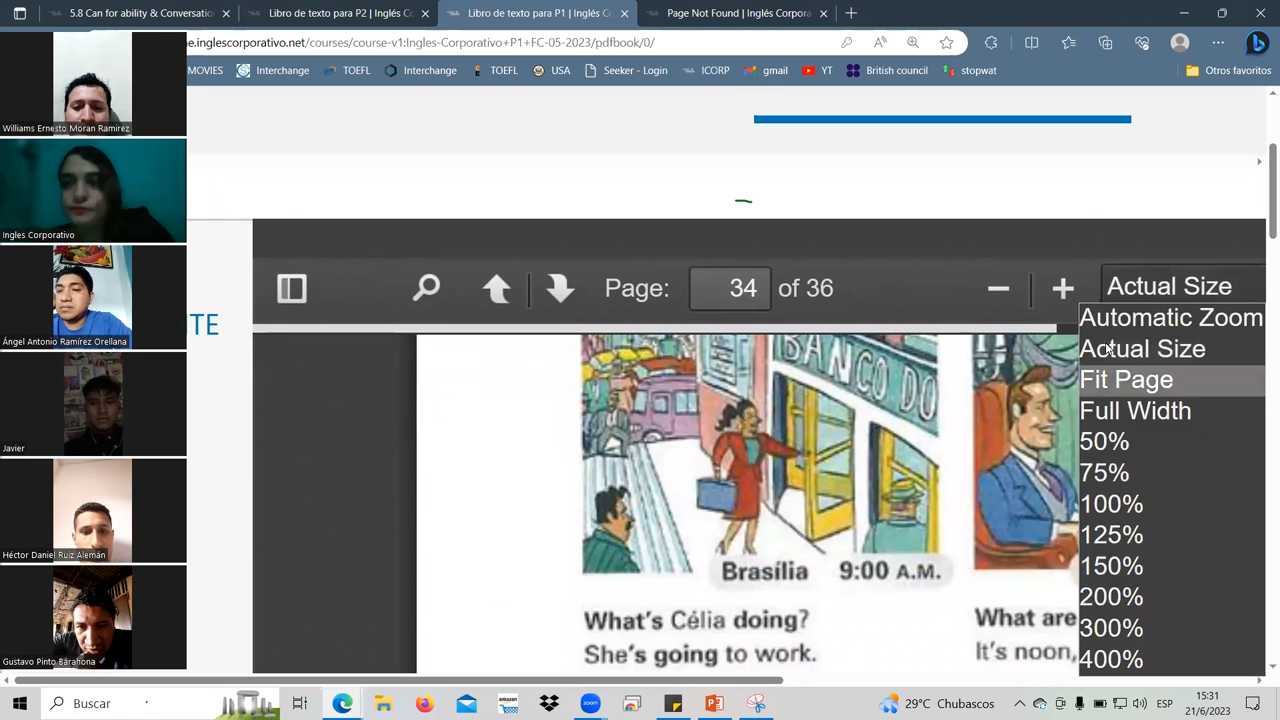 5.8 Can for ability & Conversation
Libro de texto para P2 | Inglés Co
Libro de texto para P1 | Inglés C
Page Not Found | Inglés Corpora
ne.inglescorporativo.net/courses/course-v1:Ingles-Corporativo+P1+FC-05-2023/pdfbook/0/
MOVIES
Interchange
TOEFL
Interchange
TOEFL
USA
Seeker - Login
ICORP
gmail
YT
British council
stopwat
Otros favoritos
Williams Ernesto Moran Ramirez
Ingles Corporativo
Ángel Antonio Ramírez Orellana
Javier
Héctor Daniel Ruiz Alemán
Gustavo Pinto Barahona
TE
Page: 34 of 36
Actual Size
Automatic Zoom
Actual Size
Fit Page
Full Width
50%
75%
100%
125%
150%
200%
300%
400%
BANCO DO
Brasília 9:00 A.M.
What's Célia doing?
She's going to work.
What are
It's noon,
Buscar
amazon
29°C Chubascos
ESP
15:31
21/6/2023